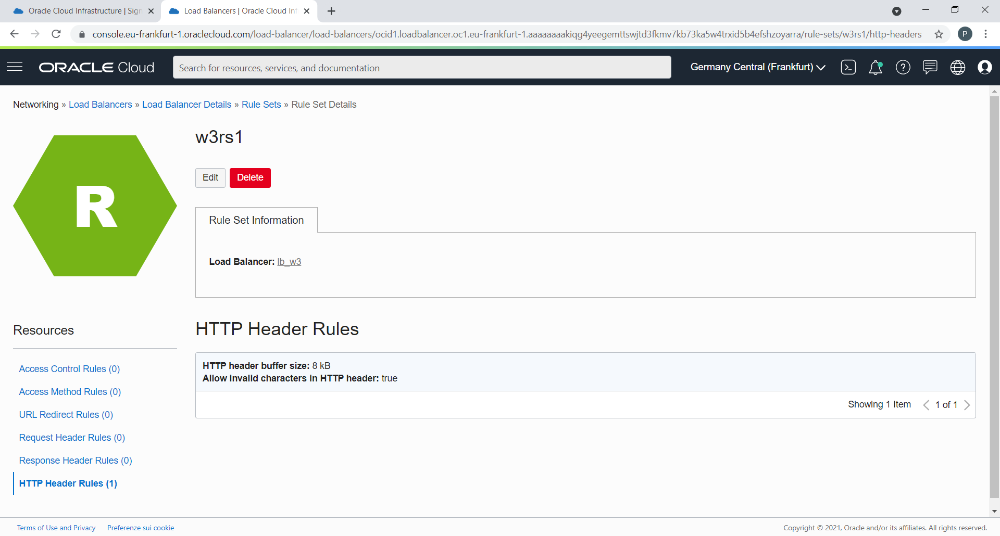 Oracle Cloud Infrastructure | Sign
Load Balancers | Oracle Cloud Inf
console.eu-frankfurt-1.oraclecloud.com/load-balancer/load-balancers/ocid1.loadbalancer.oc1.eu-frankfurt-1.aaaaaaaakiqg4yeegemttswjtd3fkmv7kb73ka5w4trxid5b4efshzoyarra/rule-sets/w3rs1/http-headers
P
ORACLE Cloud
Search for resources, services, and documentation
Germany Central (Frankfurt)
Networking » Load Balancers » Load Balancer Details » Rule Sets » Rule Set Details
R
w3rs1
Edit
Delete
Rule Set Information
Load Balancer: lb_w3
Resources
Access Control Rules (0)
Access Method Rules (0)
URL Redirect Rules (0)
Request Header Rules (0)
Response Header Rules (0)
HTTP Header Rules (1)
HTTP Header Rules
HTTP header buffer size: 8 kB
Allow invalid characters in HTTP header: true
Showing 1 Item
1 of 1
Terms of Use and Privacy
Preferenze sui cookie
Copyright © 2021, Oracle and/or its affiliates. All rights reserved.